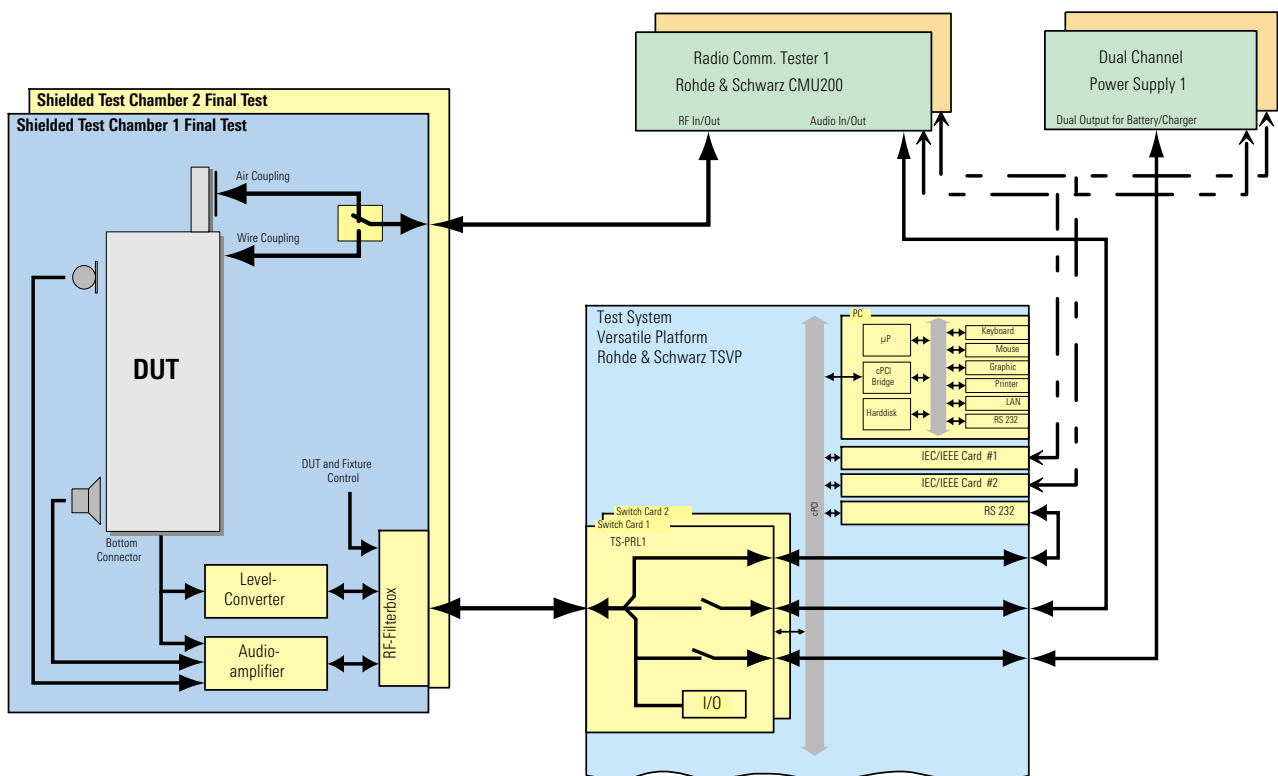 Radio Comm. Tester 1
Rohde & Schwarz CMU200
RF In/Out
Audio In/Out
Dual Channel
Power Supply 1
Dual Output for Battery/Charger
Shielded Test Chamber 2 Final Test
Shielded Test Chamber 1 Final Test
Air Coupling
Wire Coupling
DUT
DUT and Fixture
Control
Bottom
Connector
Level-
Converter
Audio-
amplifier
RF-Filterbox
Test System
Versatile Platform
Rohde & Schwarz TSVP
PC
µP
cPCI
Bridge
Harddisk
Keyboard
Mouse
Graphic
Printer
LAN
RS 232
IEC/IEEE Card #1
IEC/IEEE Card #2
RS 232
cPCI
Switch Card 2
Switch Card 1
TS-PRL1
I/O